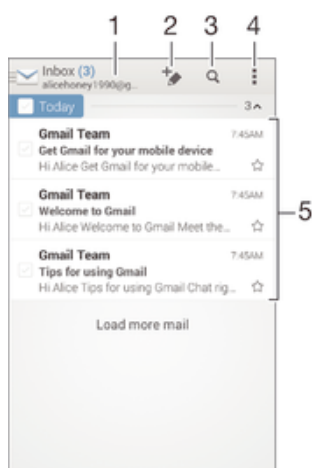 1 2 3 4
Inbox (3)
alicehoney1990@g...
Today 3
Gmail Team 7:45AM
Get Gmail for your mobile device
Hi Alice Get Gmail for your mobile...
Gmail Team 7:45AM
Welcome to Gmail
Hi Alice Welcome to Gmail Meet the...
5
Gmail Team 7:45AM
Tips for using Gmail
Hi Alice Tips for using Gmail Chat rig...
Load more mail